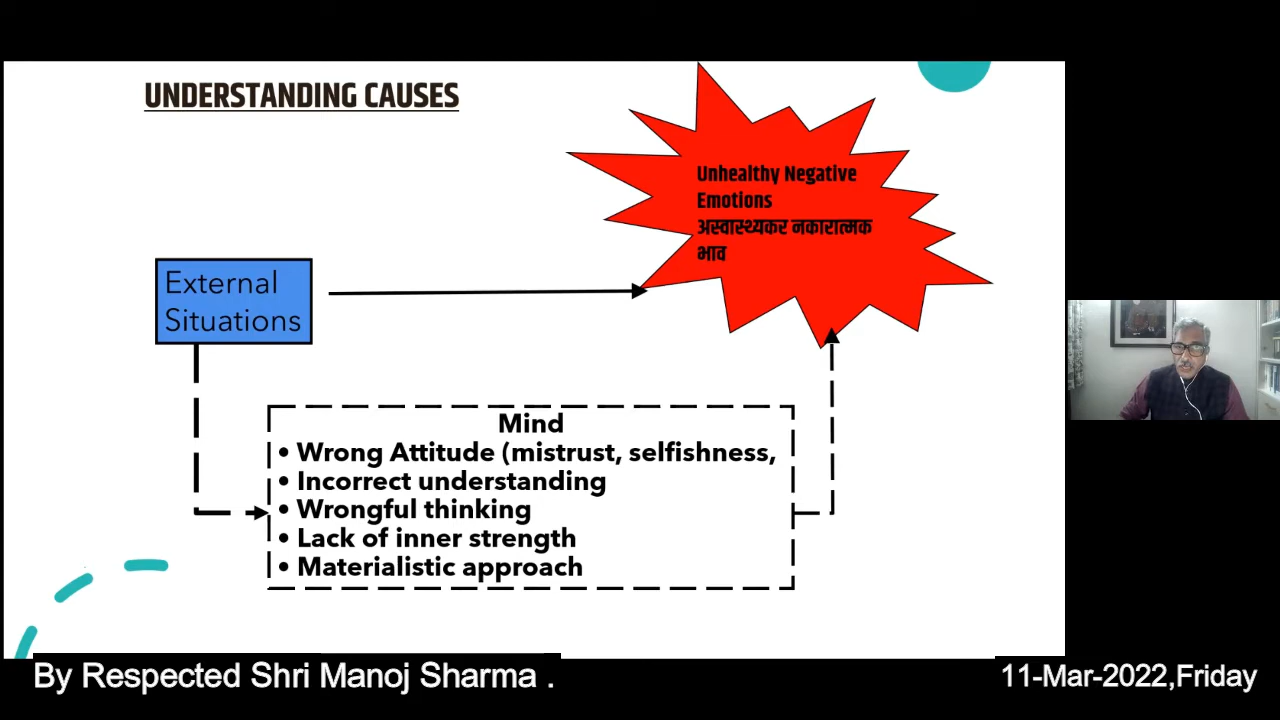 UNDERSTANDING CAUSES
Unhealthy Negative
Emotions
अस्वास्थ्यकर नकारात्मक
भाव
External
Situations
Mind
• Wrong Attitude (mistrust, selfishness,
• Incorrect understanding
• Wrongful thinking
• Lack of inner strength
• Materialistic approach
By Respected Shri Manoj Sharma .
11-Mar-2022,Friday